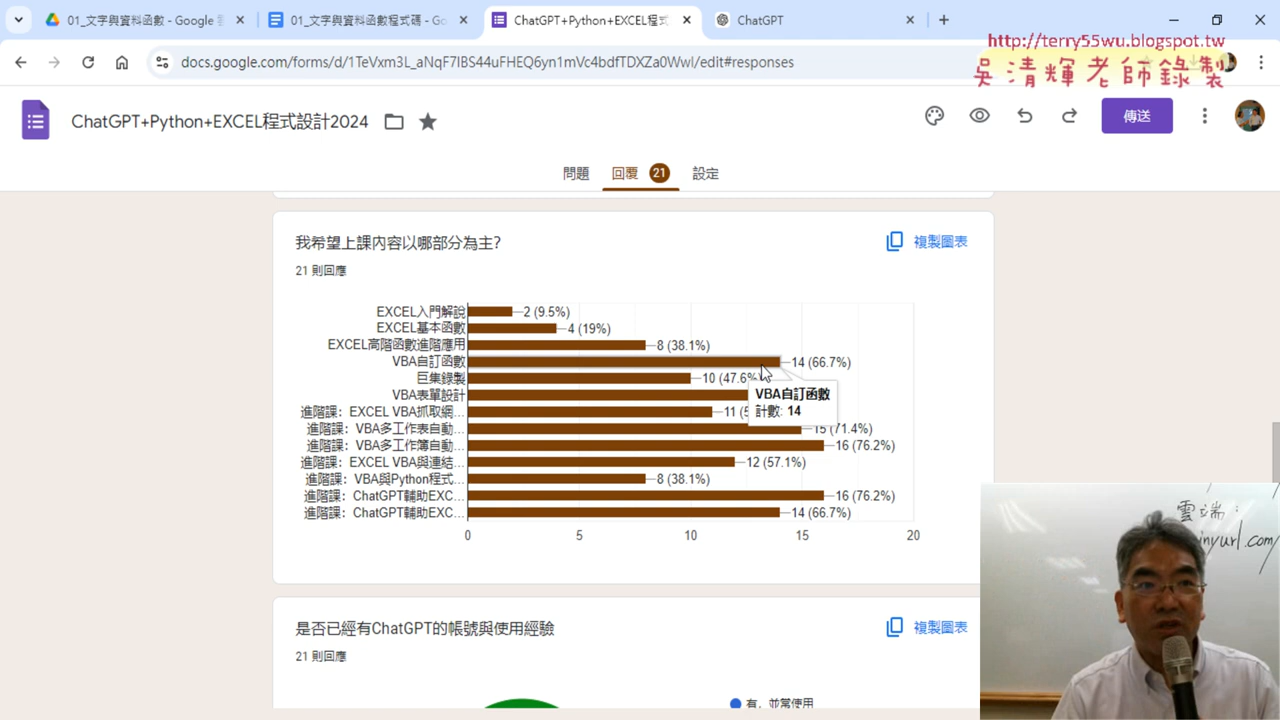 01_文字與資料函數 - Google 雲
01_文字與資料函數程式碼 - Go
ChatGPT+Python+EXCEL程式
ChatGPT
http://terry55wu.blogspot.tw
docs.google.com/forms/d/1TeVxm3L_aNqF7IBS44uFHEQ6yn1mVc4bdfTDXZa0WwI/edit#responses
吳清輝老師錄製
ChatGPT+Python+EXCEL程式設計2024
傳送
問題
回覆 21
設定
我希望上課內容以哪部分為主?
複製圖表
21 則回應
EXCEL入門解說 2 (9.5%)
EXCEL基本函數 4 (19%)
EXCEL高階函數進階應用 8 (38.1%)
VBA自訂函數 14 (66.7%)
巨集錄製 10 (47.6%
VBA表單設計
VBA自訂函數
計數: 14
進階課：EXCEL VBA抓取網... 11 (5
進階課：VBA多工作表自動... 15 (71.4%)
進階課：VBA多工作簿自動... 16 (76.2%)
進階課：EXCEL VBA與連結... 12 (57.1%)
進階課：VBA與Python程式... 8 (38.1%)
進階課：ChatGPT輔助EXC... 16 (76.2%)
進階課：ChatGPT輔助EXC... 14 (66.7%)
0 5 10 15 20
雲端:
inyurl.com/
是否已經有ChatGPT的帳號與使用經驗
複製圖表
21 則回應
有，並常使用